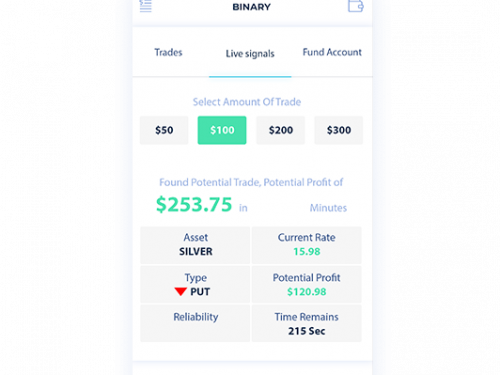 BINARY
Trades Live signals Fund Account
Select Amount Of Trade
$50 $100 $200 $300
Found Potential Trade, Potential Profit of
$253.75 in Minutes
Asset Current Rate
SILVER 15.98
Type Potential Profit
PUT $120.98
Reliability Time Remains
215 Sec